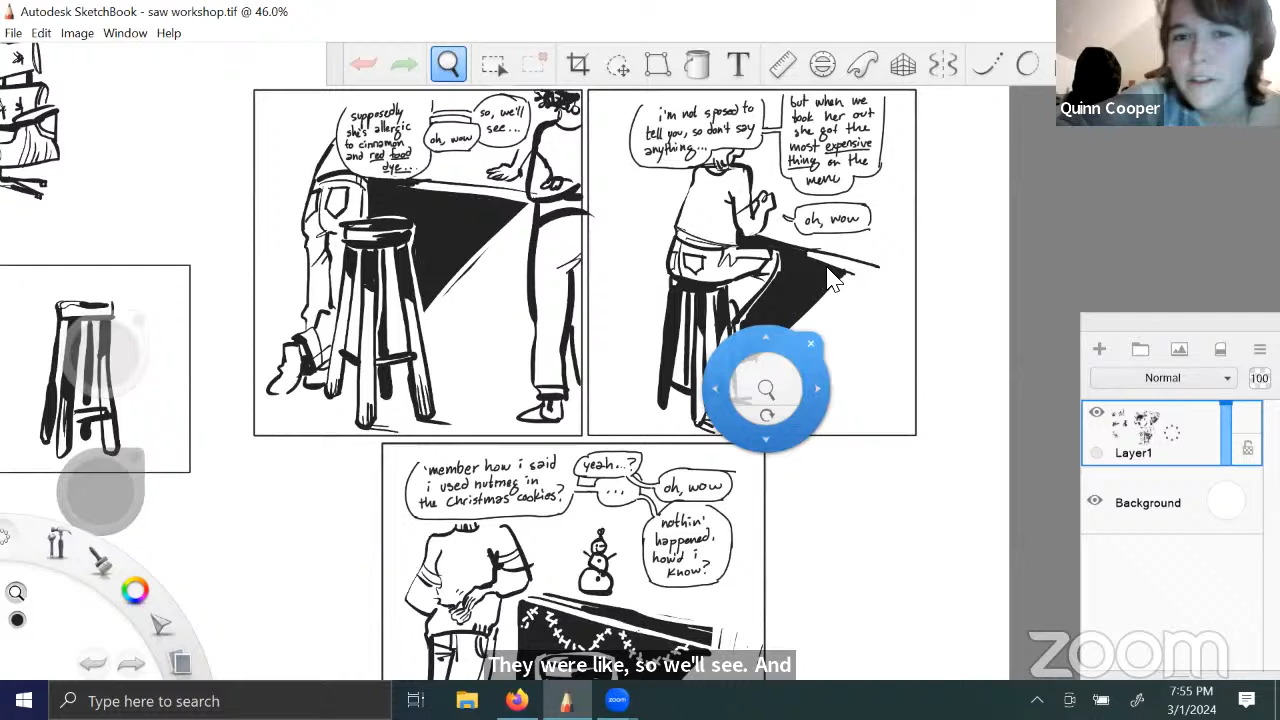 Autodesk SketchBook - saw workshop.tif @ 46.0%
File Edit Image Window Help
Quinn Cooper
supposedly
she's allergic
to cinnamon
and red food
dye...
oh, wow
so, we'll
see...
i'm not s'posed to
tell you, so don't say
anything...
but when we
took her out
she got the
most expensive
thing on the
menu
oh, wow
'member how i said
i used nutmeg in
the Christmas cookies?
yeah...?
...
oh, wow
nothin'
happened,
how'd i
know?
Normal
100
Layer1
Background
They were like, so we'll see. And
zoom
Type here to search
zoom
7:55 PM
3/1/2024